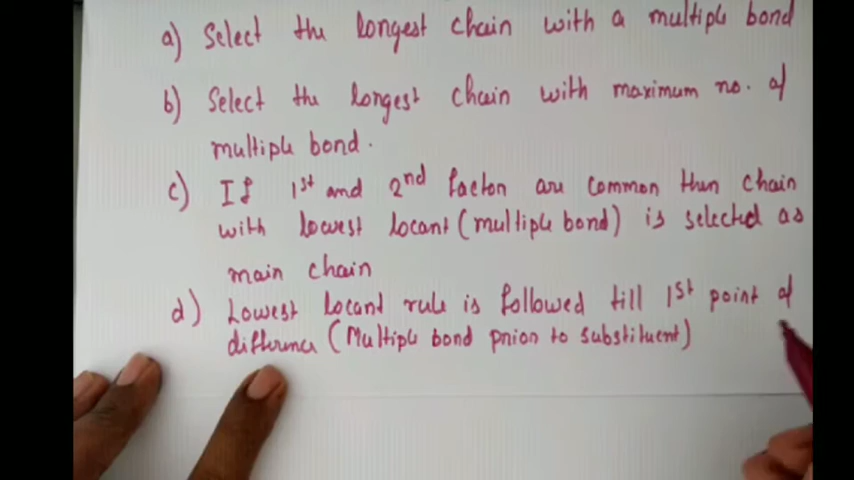 a) Select the longest chain with a multiple bond
b) Select the longest chain with maximum no. of
multiple bond.
c) If 1st and 2nd factor are common then chain
with lowest locant (multiple bond) is selected as
main chain
d) Lowest locant rule is followed till 1st point of
difference (Multiple bond prior to substituent)